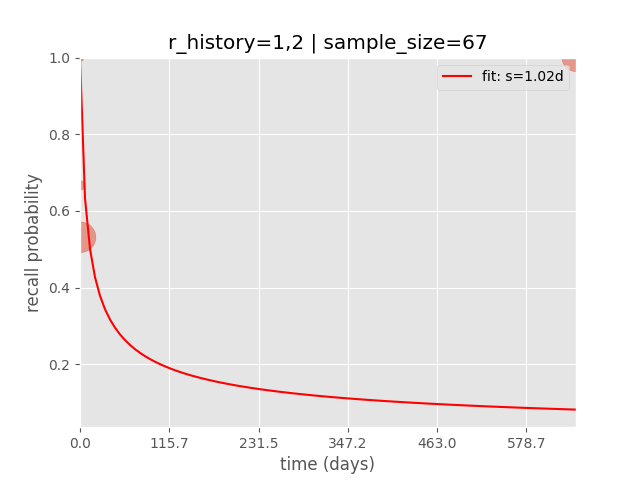 r_history=1,2 | sample_size=67
fit: s=1.02d
recall probability
1.0
0.8
0.6
0.4
0.2
0.0 115.7 231.5 347.2 463.0 578.7
time (days)